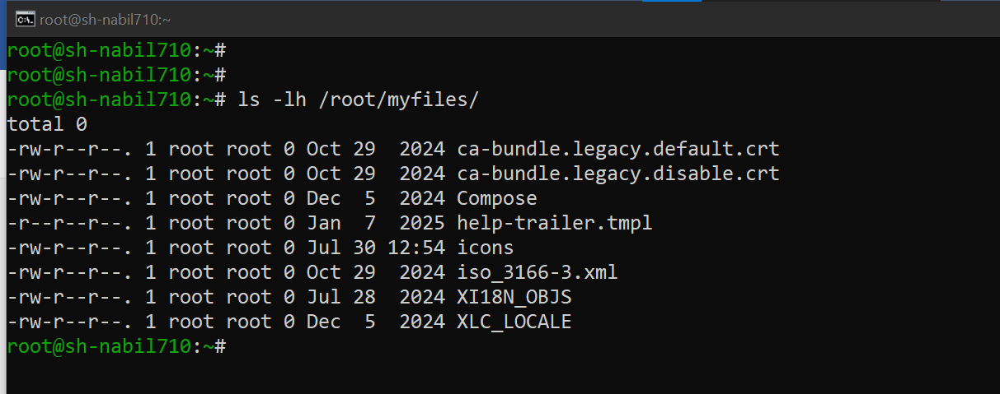 root@sh-nabil710:~
root@sh-nabil710:~#
root@sh-nabil710:~#
root@sh-nabil710:~# ls -lh /root/myfiles/
total 0
-rw-r--r--. 1 root root 0 Oct 29  2024 ca-bundle.legacy.default.crt
-rw-r--r--. 1 root root 0 Oct 29  2024 ca-bundle.legacy.disable.crt
-rw-r--r--. 1 root root 0 Dec  5  2024 Compose
-r--r--r--. 1 root root 0 Jan  7  2025 help-trailer.tmpl
-rw-r--r--. 1 root root 0 Jul 30 12:54 icons
-rw-r--r--. 1 root root 0 Oct 29  2024 iso_3166-3.xml
-rw-r--r--. 1 root root 0 Jul 28  2024 XI18N_OBJS
-rw-r--r--. 1 root root 0 Dec  5  2024 XLC_LOCALE
root@sh-nabil710:~#